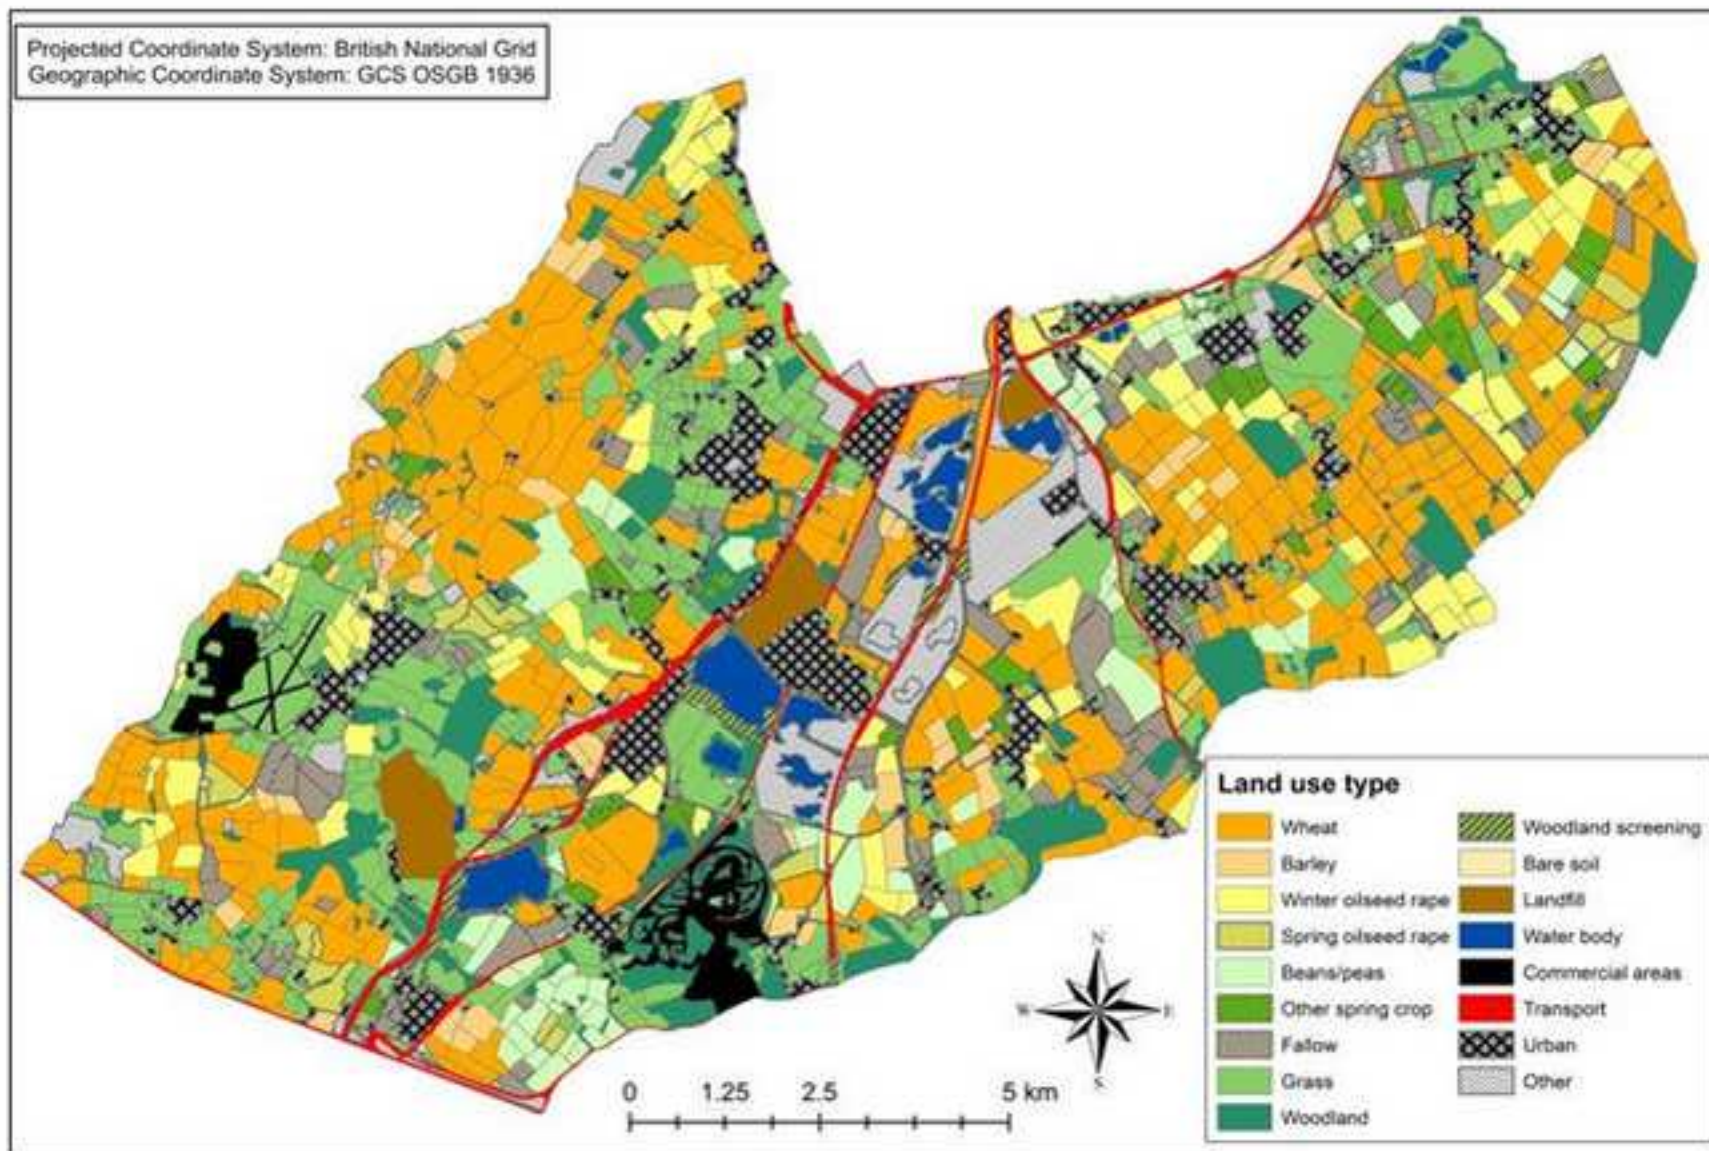 Projected Coordinate System: British National Grid
Geographic Coordinate System: GCS OSGB 1936
Land use type
Wheat
Barley
Winter oilseed rape
Spring oilseed rape
Beans/peas
Other spring crop
Fallow
Grass
Woodland
Woodland screening
Bare soil
Landfill
Water body
Commercial areas
Transport
Urban
Other
N
W E
S
0 1.25 2.5 5 km